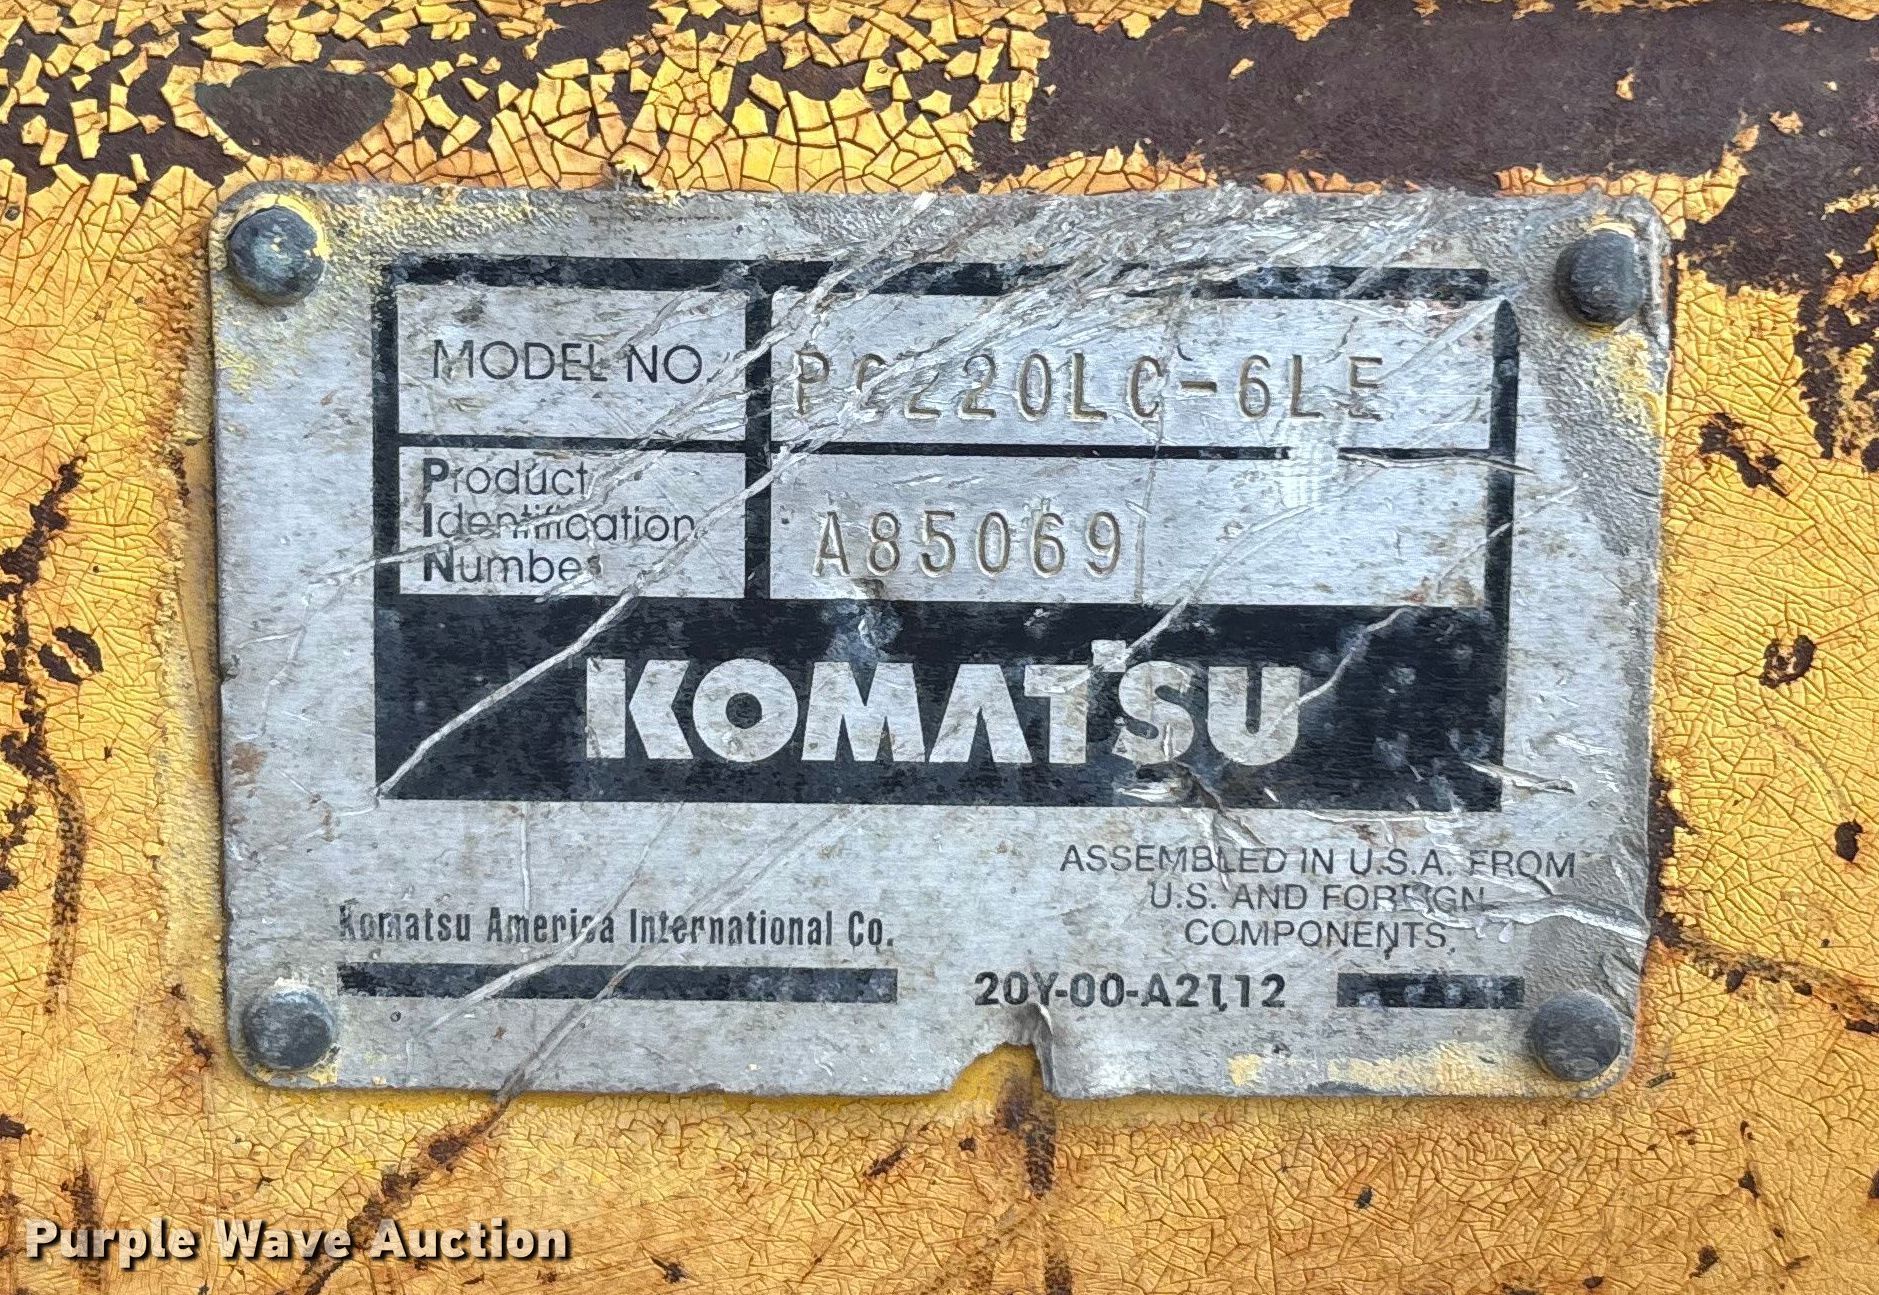 MODEL NO. PC220LC-6LE
Product
Identification
Number A85069
KOMATSU
ASSEMBLED IN U.S.A. FROM
U.S. AND FOREIGN
COMPONENTS.
Komatsu America International Co.
20Y-00-A2112
Purple Wave Auction